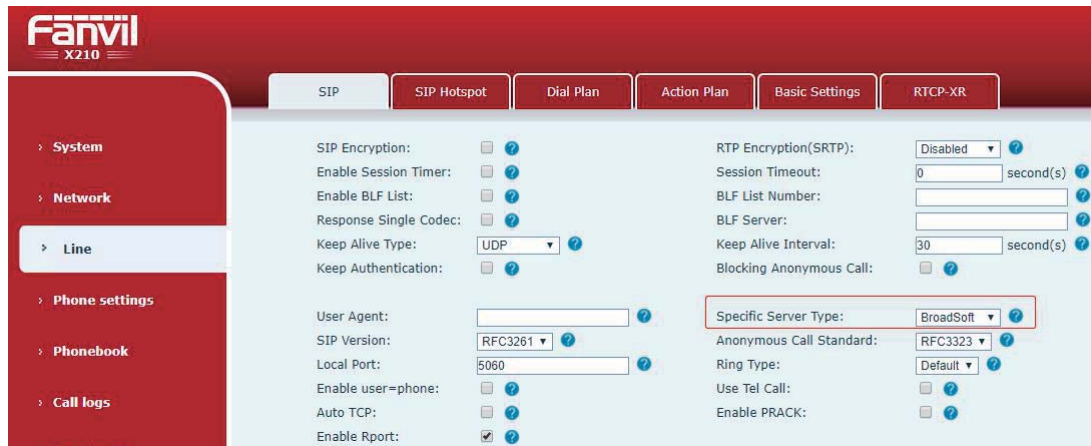 Fanvil
X210
SIP
SIP Hotspot
Dial Plan
Action Plan
Basic Settings
RTCP-XR
› System
› Network
› Line
› Phone settings
› Phonebook
› Call logs
SIP Encryption:
RTP Encryption(SRTP): Disabled
Enable Session Timer:
Session Timeout: 0 second(s)
Enable BLF List:
BLF List Number:
Response Single Codec:
BLF Server:
Keep Alive Type: UDP
Keep Alive Interval: 30 second(s)
Keep Authentication:
Blocking Anonymous Call:
User Agent:
Specific Server Type: BroadSoft
SIP Version: RFC3261
Anonymous Call Standard: RFC3323
Local Port: 5060
Ring Type: Default
Enable user=phone:
Use Tel Call:
Auto TCP:
Enable PRACK:
Enable Rport: